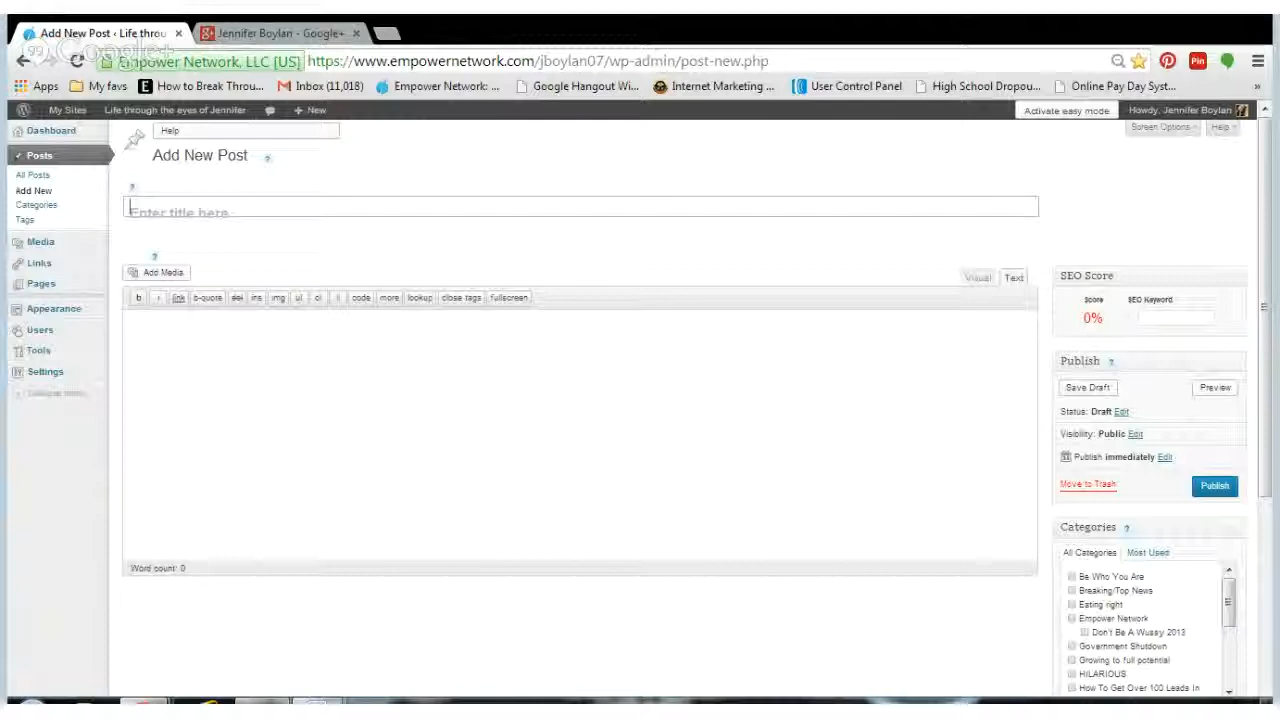 Add New Post ‹ Life throu ×
Jennifer Boylan - Google+ ×
99 Google+
Empower Network, LLC [US] https://www.empowernetwork.com/jboylan07/wp-admin/post-new.php
Pin
Apps My favs How to Break Throu... Inbox (11,018) Empower Network: ... Google Hangout Wi... Internet Marketing ... User Control Panel High School Dropou... Online Pay Day Syst... »
My Sites Life through the eyes of Jennifer + New Activate easy mode Howdy, Jennifer Boylan
Dashboard
Help
Screen Options Help
Posts
Add New Post ?
All Posts
Add New
?
Categories
Enter title here
Tags
Media
Links
?
Add Media
Visual Text
SEO Score
Pages
b i link b-quote del ins img ul ol li code more lookup close tags fullscreen
Score SEO Keyword
0%
Appearance
Users
Tools
Settings
Publish ?
Save Draft Preview
Status: Draft Edit
Visibility: Public Edit
Publish immediately Edit
Move to Trash Publish
Categories ?
All Categories Most Used
Word count: 0
Be Who You Are
Breaking/Top News
Eating right
Empower Network
Don't Be A Wussy 2013
Government Shutdown
Growing to full potential
HILARIOUS
How To Get Over 100 Leads In